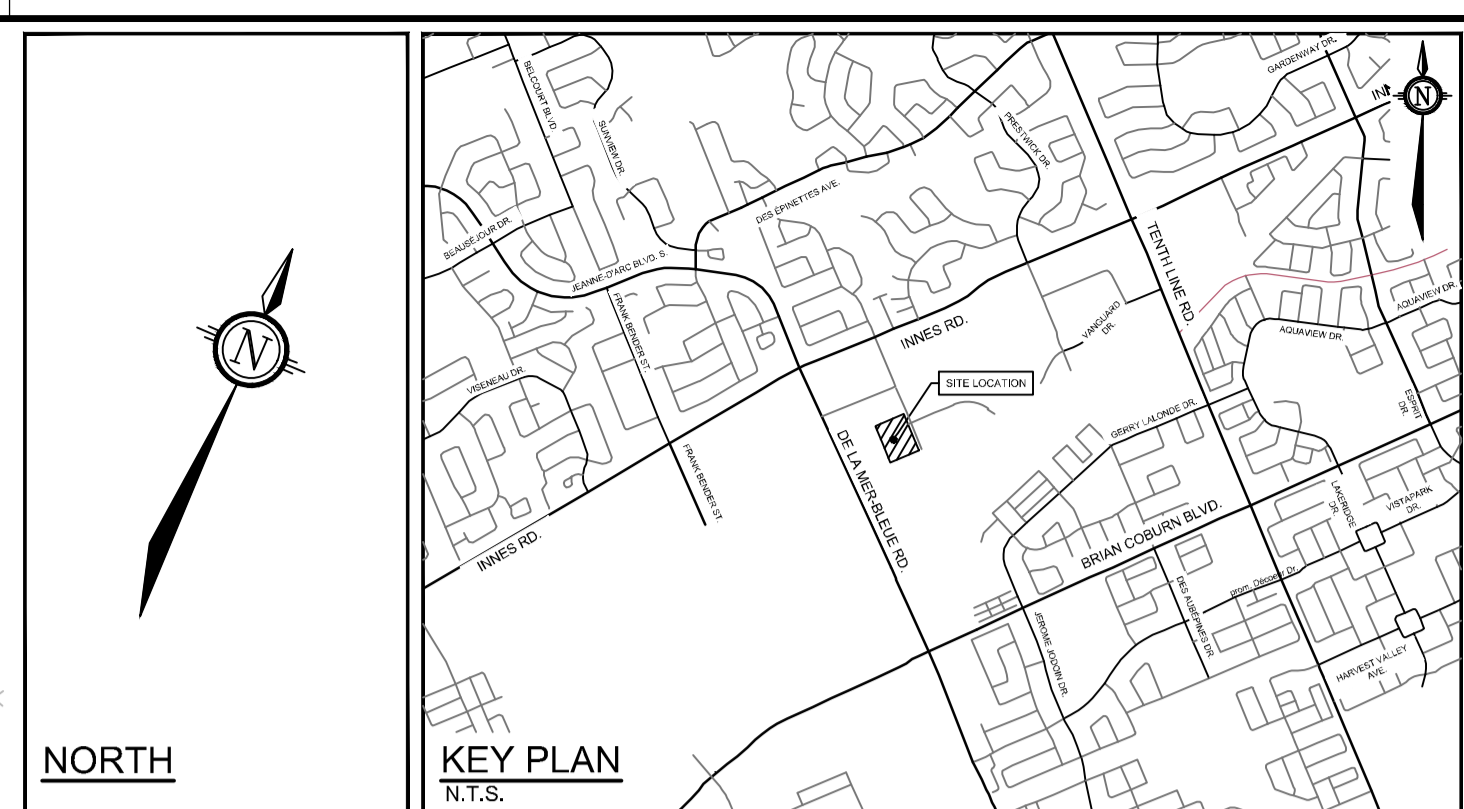 N
NORTH
BELCOURT BLVD.
SUNVIEW DR.
GARDENWAY DR.
N
PRESTWICK DR.
DES ÉPINETTES AVE.
BEAUSÉJOUR DR.
JEANNE-D'ARC BLVD. S.
TENTH LINE RD.
FRANK BENDER ST.
VANGUARD
DR.
INNES RD.
AQUAVIEW DR.
AQUAVIEW DR.
VISENEAU DR.
SITE LOCATION
ESPRIT
DR.
GERRY LALONDE DR.
DE LA MER-BLEUE RD.
FRANK BENDER ST.
LAKERIDGE
DR.
VISTAPARK
DR.
INNES RD.
BRIAN COBURN BLVD.
prom. Décoeur Dr.
DES AUBÉPINES DR.
JEROME JODOIN DR.
HARVEST VALLEY
AVE.
KEY PLAN
N.T.S.